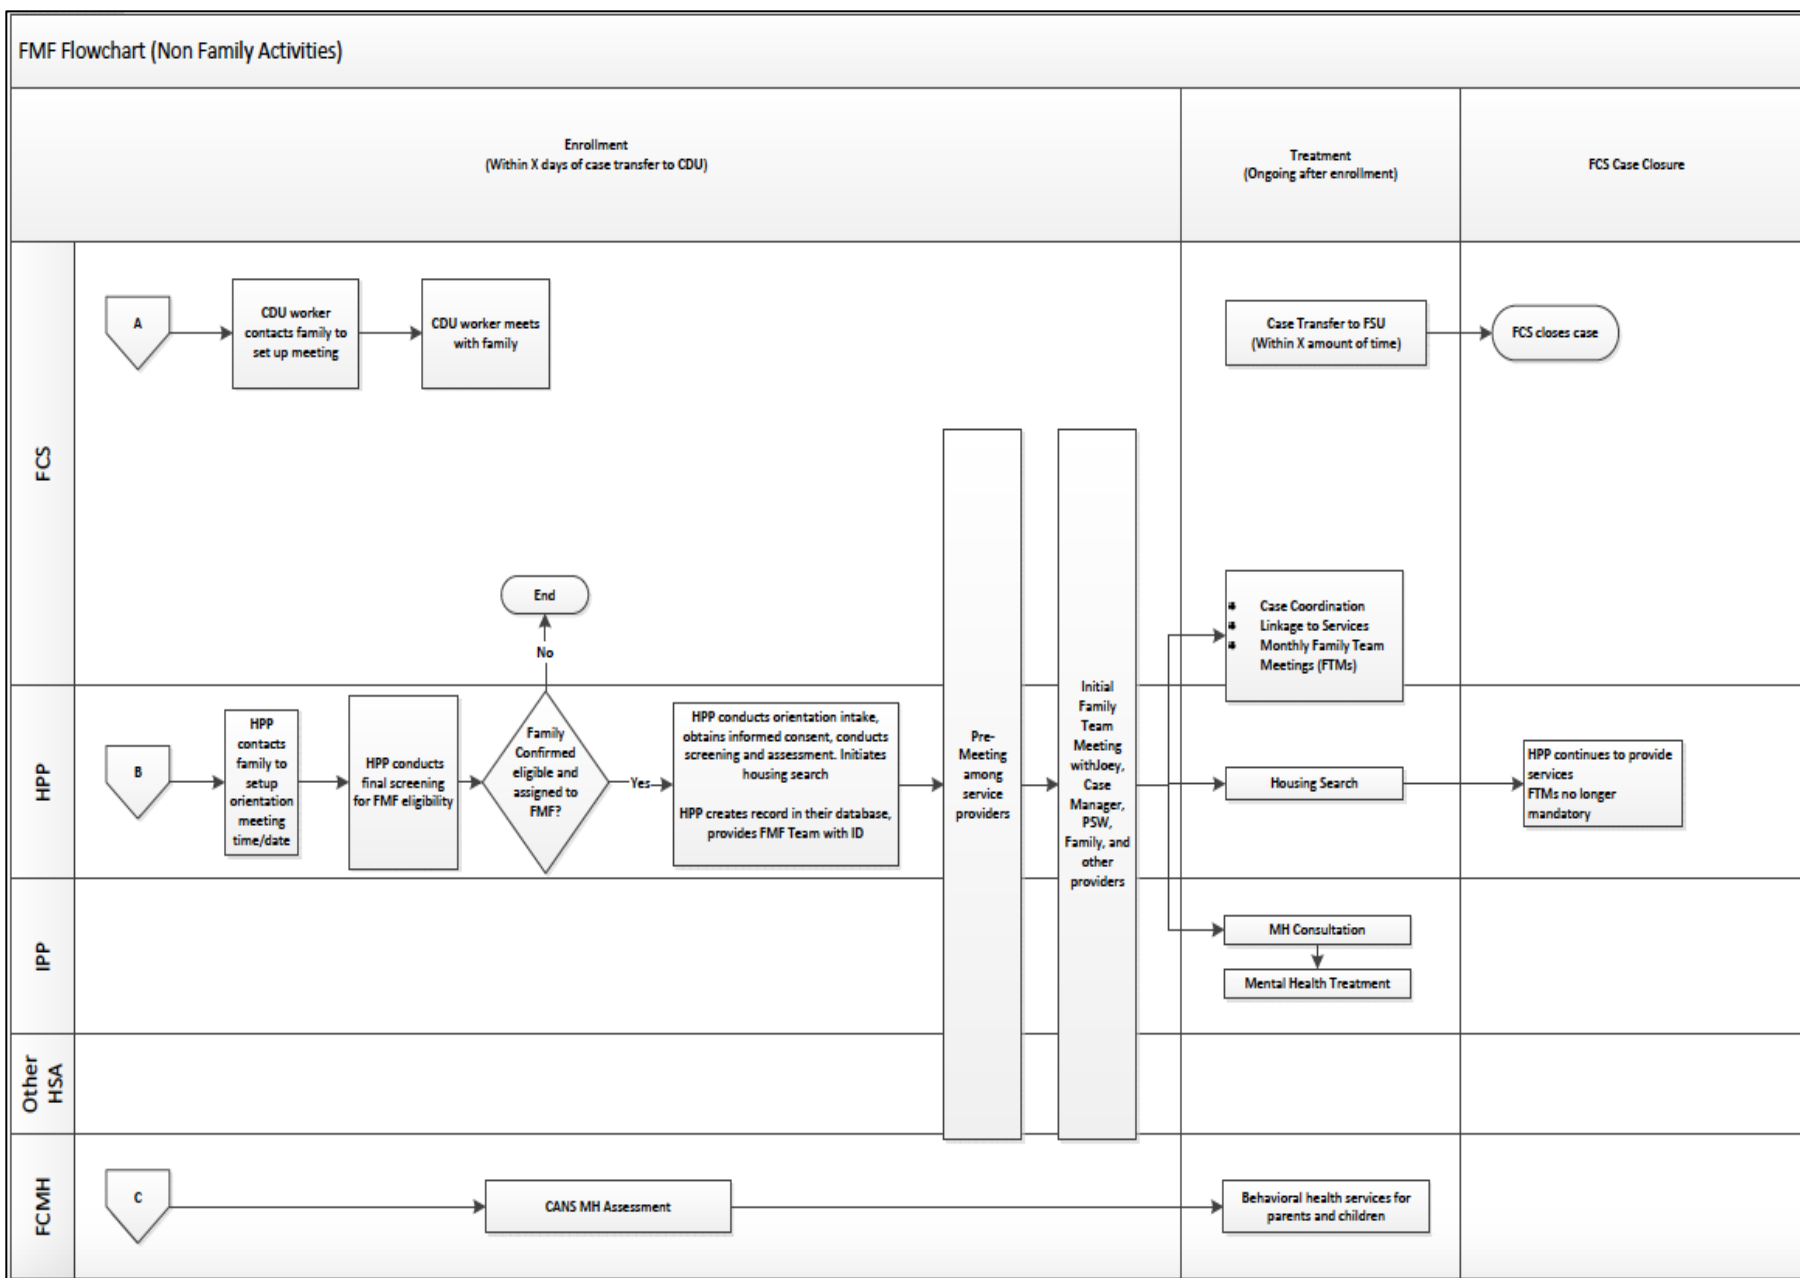 FMF Flowchart (Non Family Activities)
Enrollment
(Within X days of case transfer to CDU)
Treatment
(Ongoing after enrollment)
FCS Case Closure
FCS
A
CDU worker
contacts family to
set up meeting
CDU worker meets
with family
Case Transfer to FSU
(Within X amount of time)
FCS closes case
End
No
Case Coordination
Linkage to Services
Monthly Family Team
Meetings (FTMs)
HPP
B
HPP
contacts
family to
setup
orientation
meeting
time/date
HPP conducts
final screening
for FMF eligibility
Family
Confirmed
eligible and
assigned to
FMF?
Yes
HPP conducts orientation intake,
obtains informed consent, conducts
screening and assessment. Initiates
housing search
HPP creates record in their database,
provides FMF Team with ID
Pre-
Meeting
among
service
providers
Initial
Family
Team
Meeting
withJoey,
Case
Manager,
PSW,
Family, and
other
providers
Housing Search
HPP continues to provide
services
FTMs no longer
mandatory
IPP
MH Consultation
Mental Health Treatment
Other
HSA
FCMH
C
CANS MH Assessment
Behavioral health services for
parents and children